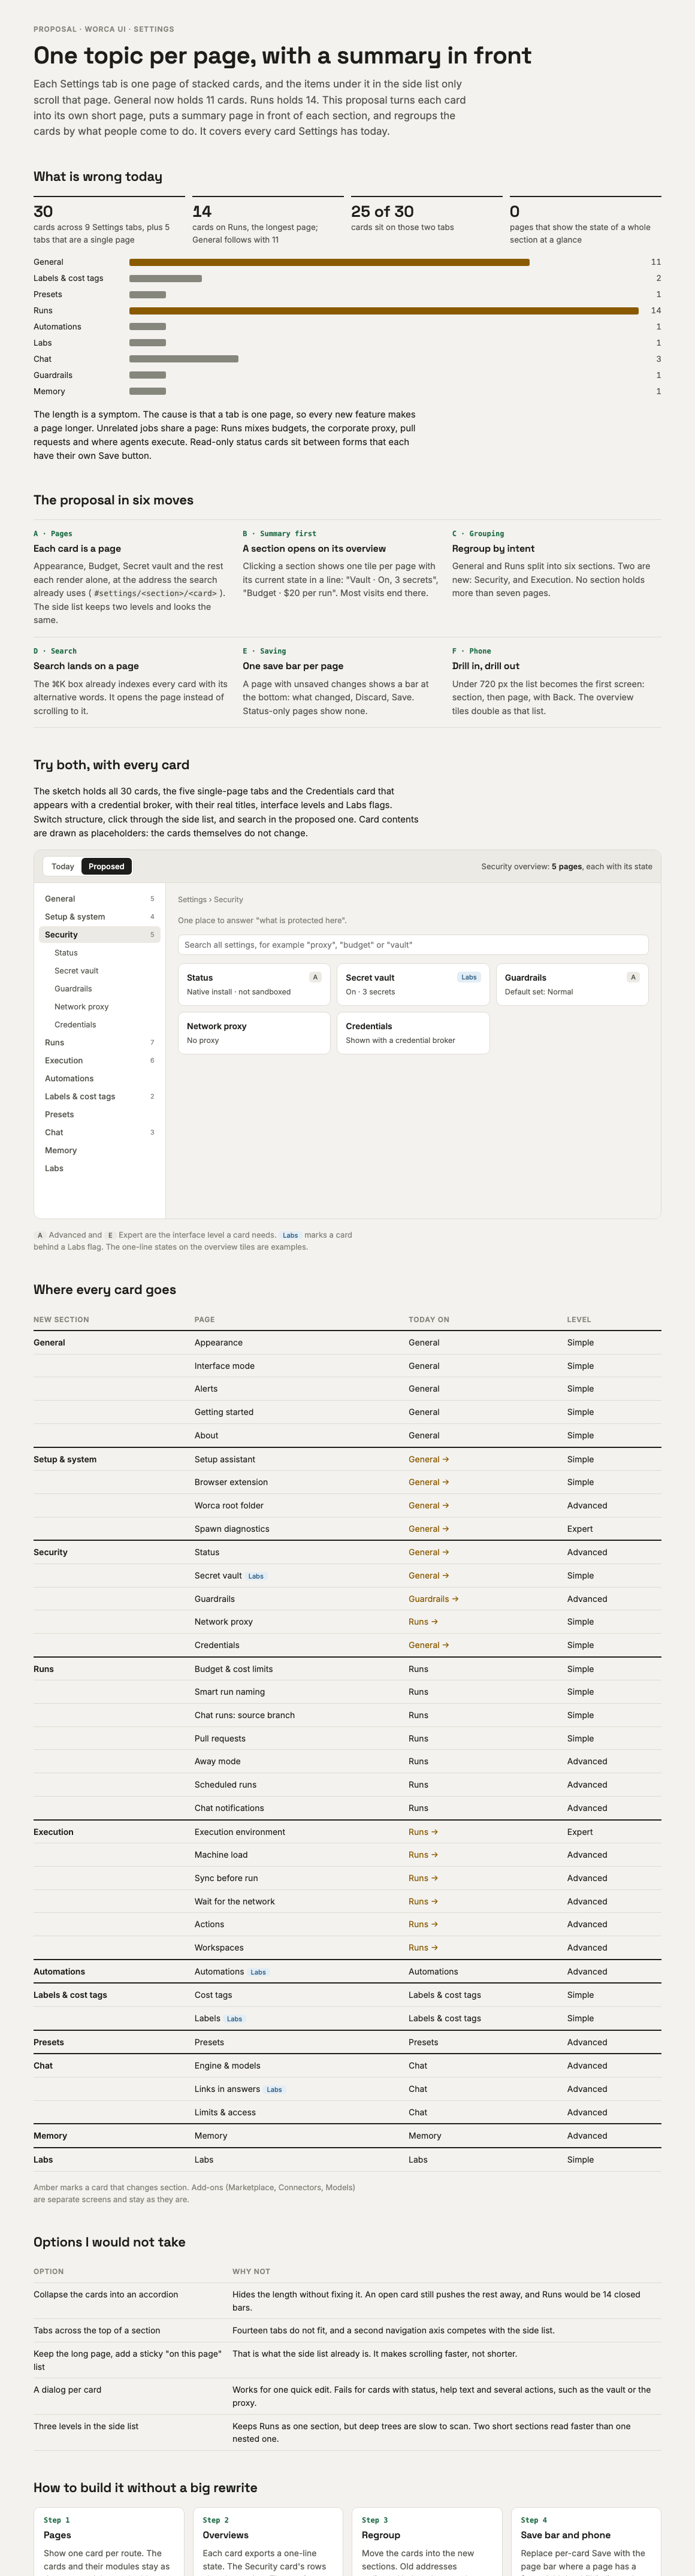 PROPOSAL · WORCA UI · SETTINGS
One topic per page, with a summary in front
Each Settings tab is one page of stacked cards, and the items under it in the side list only
scroll that page. General now holds 11 cards. Runs holds 14. This proposal turns each card
into its own short page, puts a summary page in front of each section, and regroups the
cards by what people come to do. It covers every card Settings has today.
What is wrong today
30
cards across 9 Settings tabs, plus 5
tabs that are a single page
14
cards on Runs, the longest page;
General follows with 11
25 of 30
cards sit on those two tabs
0
pages that show the state of a whole
section at a glance
General 11
Labels & cost tags 2
Presets 1
Runs 14
Automations 1
Labs 1
Chat 3
Guardrails 1
Memory 1
The length is a symptom. The cause is that a tab is one page, so every new feature makes
a page longer. Unrelated jobs share a page: Runs mixes budgets, the corporate proxy, pull
requests and where agents execute. Read-only status cards sit between forms that each
have their own Save button.
The proposal in six moves
A · Pages
Each card is a page
Appearance, Budget, Secret vault and the rest
each render alone, at the address the search
already uses ( #settings/<section>/<card> ).
The side list keeps two levels and looks the
same.
B · Summary first
A section opens on its overview
Clicking a section shows one tile per page with
its current state in a line: "Vault · On, 3 secrets",
"Budget · $20 per run". Most visits end there.
C · Grouping
Regroup by intent
General and Runs split into six sections. Two are
new: Security, and Execution. No section holds
more than seven pages.
D · Search
Search lands on a page
The ⌘K box already indexes every card with its
alternative words. It opens the page instead of
scrolling to it.
E · Saving
One save bar per page
A page with unsaved changes shows a bar at
the bottom: what changed, Discard, Save.
Status-only pages show none.
F · Phone
Drill in, drill out
Under 720 px the list becomes the first screen:
section, then page, with Back. The overview
tiles double as that list.
Try both, with every card
The sketch holds all 30 cards, the five single-page tabs and the Credentials card that
appears with a credential broker, with their real titles, interface levels and Labs flags.
Switch structure, click through the side list, and search in the proposed one. Card contents
are drawn as placeholders: the cards themselves do not change.
Today Proposed
Security overview: 5 pages, each with its state
General 5
Setup & system 4
Security 5
Status
Secret vault
Guardrails
Network proxy
Credentials
Runs 7
Execution 6
Automations
Labels & cost tags 2
Presets
Chat 3
Memory
Labs
Settings › Security
One place to answer "what is protected here".
Search all settings, for example "proxy", "budget" or "vault"
Status A
Native install · not sandboxed
Secret vault Labs
On · 3 secrets
Guardrails A
Default set: Normal
Network proxy
No proxy
Credentials
Shown with a credential broker
A Advanced and E Expert are the interface level a card needs. Labs marks a card
behind a Labs flag. The one-line states on the overview tiles are examples.
Where every card goes
NEW SECTION PAGE TODAY ON LEVEL
General Appearance General Simple
Interface mode General Simple
Alerts General Simple
Getting started General Simple
About General Simple
Setup & system Setup assistant General → Simple
Browser extension General → Simple
Worca root folder General → Advanced
Spawn diagnostics General → Expert
Security Status General → Advanced
Secret vault Labs General → Simple
Guardrails Guardrails → Advanced
Network proxy Runs → Simple
Credentials General → Simple
Runs Budget & cost limits Runs Simple
Smart run naming Runs Simple
Chat runs: source branch Runs Simple
Pull requests Runs Simple
Away mode Runs Advanced
Scheduled runs Runs Advanced
Chat notifications Runs Advanced
Execution Execution environment Runs → Expert
Machine load Runs → Advanced
Sync before run Runs → Advanced
Wait for the network Runs → Advanced
Actions Runs → Advanced
Workspaces Runs → Advanced
Automations Automations Labs Automations Advanced
Labels & cost tags Cost tags Labels & cost tags Simple
Labels Labs Labels & cost tags Simple
Presets Presets Presets Advanced
Chat Engine & models Chat Advanced
Links in answers Labs Chat Advanced
Limits & access Chat Advanced
Memory Memory Memory Advanced
Labs Labs Labs Simple
Amber marks a card that changes section. Add-ons (Marketplace, Connectors, Models)
are separate screens and stay as they are.
Options I would not take
OPTION WHY NOT
Collapse the cards into an accordion Hides the length without fixing it. An open card still pushes the rest away, and Runs would be 14 closed
bars.
Tabs across the top of a section Fourteen tabs do not fit, and a second navigation axis competes with the side list.
Keep the long page, add a sticky "on this page" That is what the side list already is. It makes scrolling faster, not shorter.
list
A dialog per card Works for one quick edit. Fails for cards with status, help text and several actions, such as the vault or the
proxy.
Three levels in the side list Keeps Runs as one section, but deep trees are slow to scan. Two short sections read faster than one
nested one.
How to build it without a big rewrite
Step 1
Pages
Show one card per route. The
cards and their modules stay as
Step 2
Overviews
Each card exports a one-line
state. The Security card's rows
Step 3
Regroup
Move the cards into the new
sections. Old addresses
Step 4
Save bar and phone
Replace per-card Save with the
page bar where a page has a